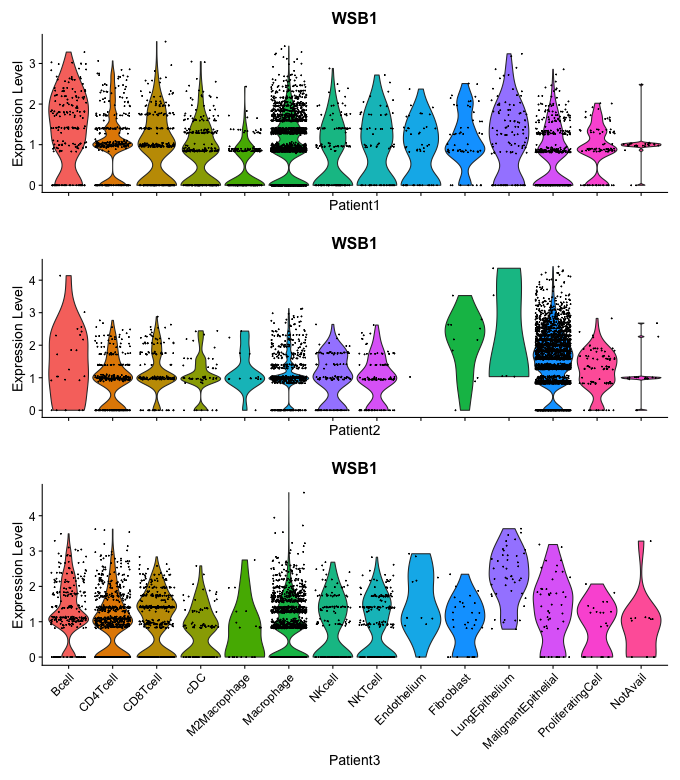 WSB1
Expression Level
3
2
1
0
Patient1
WSB1
Expression Level
4
3
2
1
0
Patient2
WSB1
Expression Level
4
3
2
1
0
Bcell
CD4Tcell
CD8Tcell
cDC
M2Macrophage
Macrophage
NKcell
NKTcell
Endothelium
Fibroblast
LungEpithelium
MalignantEpithelial
ProliferatingCell
NotAvail
Patient3